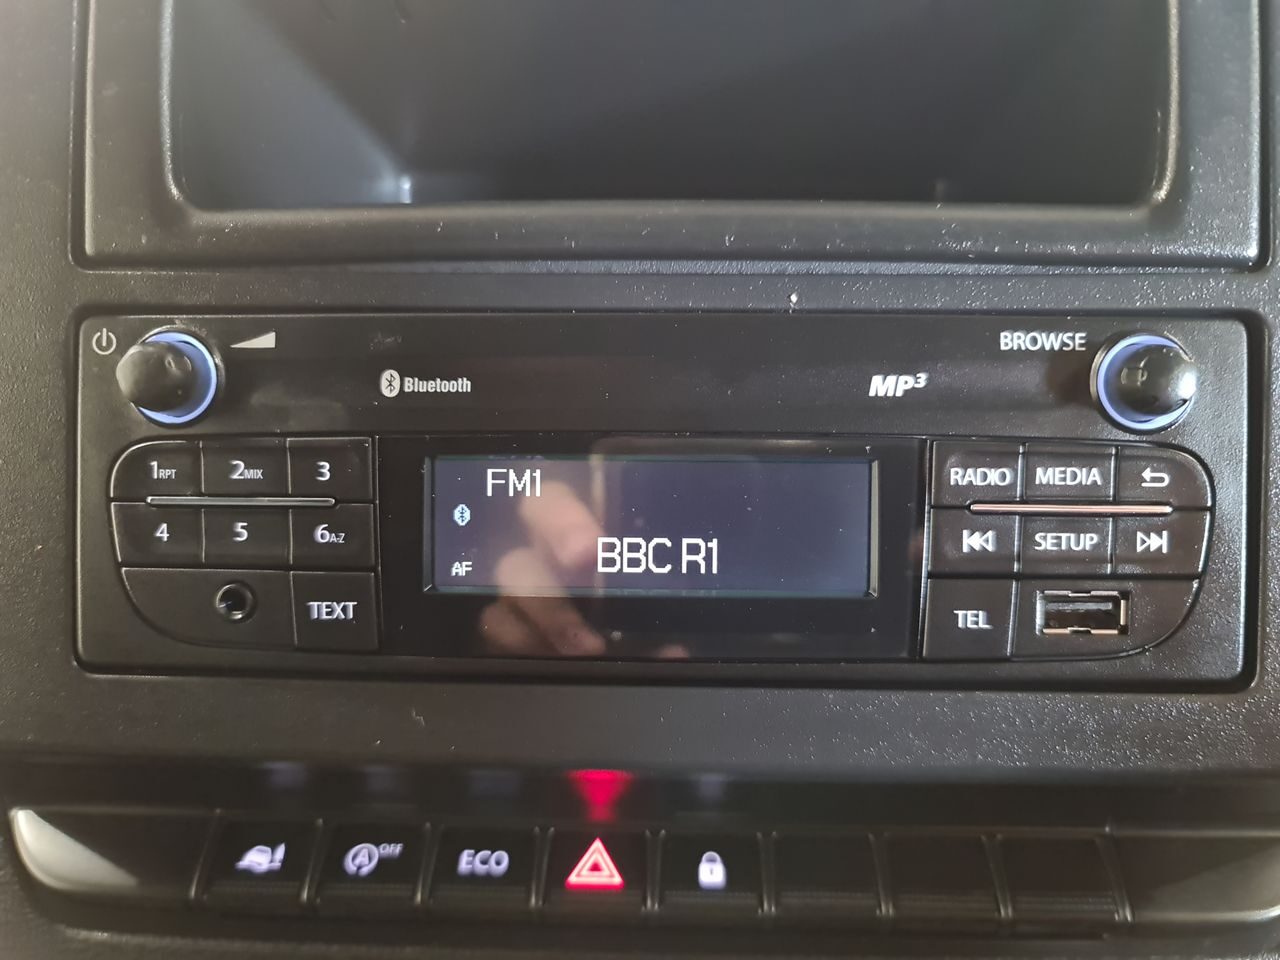 BROWSE
Bluetooth
MP3
1RPT 2MIX 3
RADIO MEDIA
FM1
4 5 6A-Z
SETUP
BBC R1
AF
TEXT
TEL
A OFF
ECO